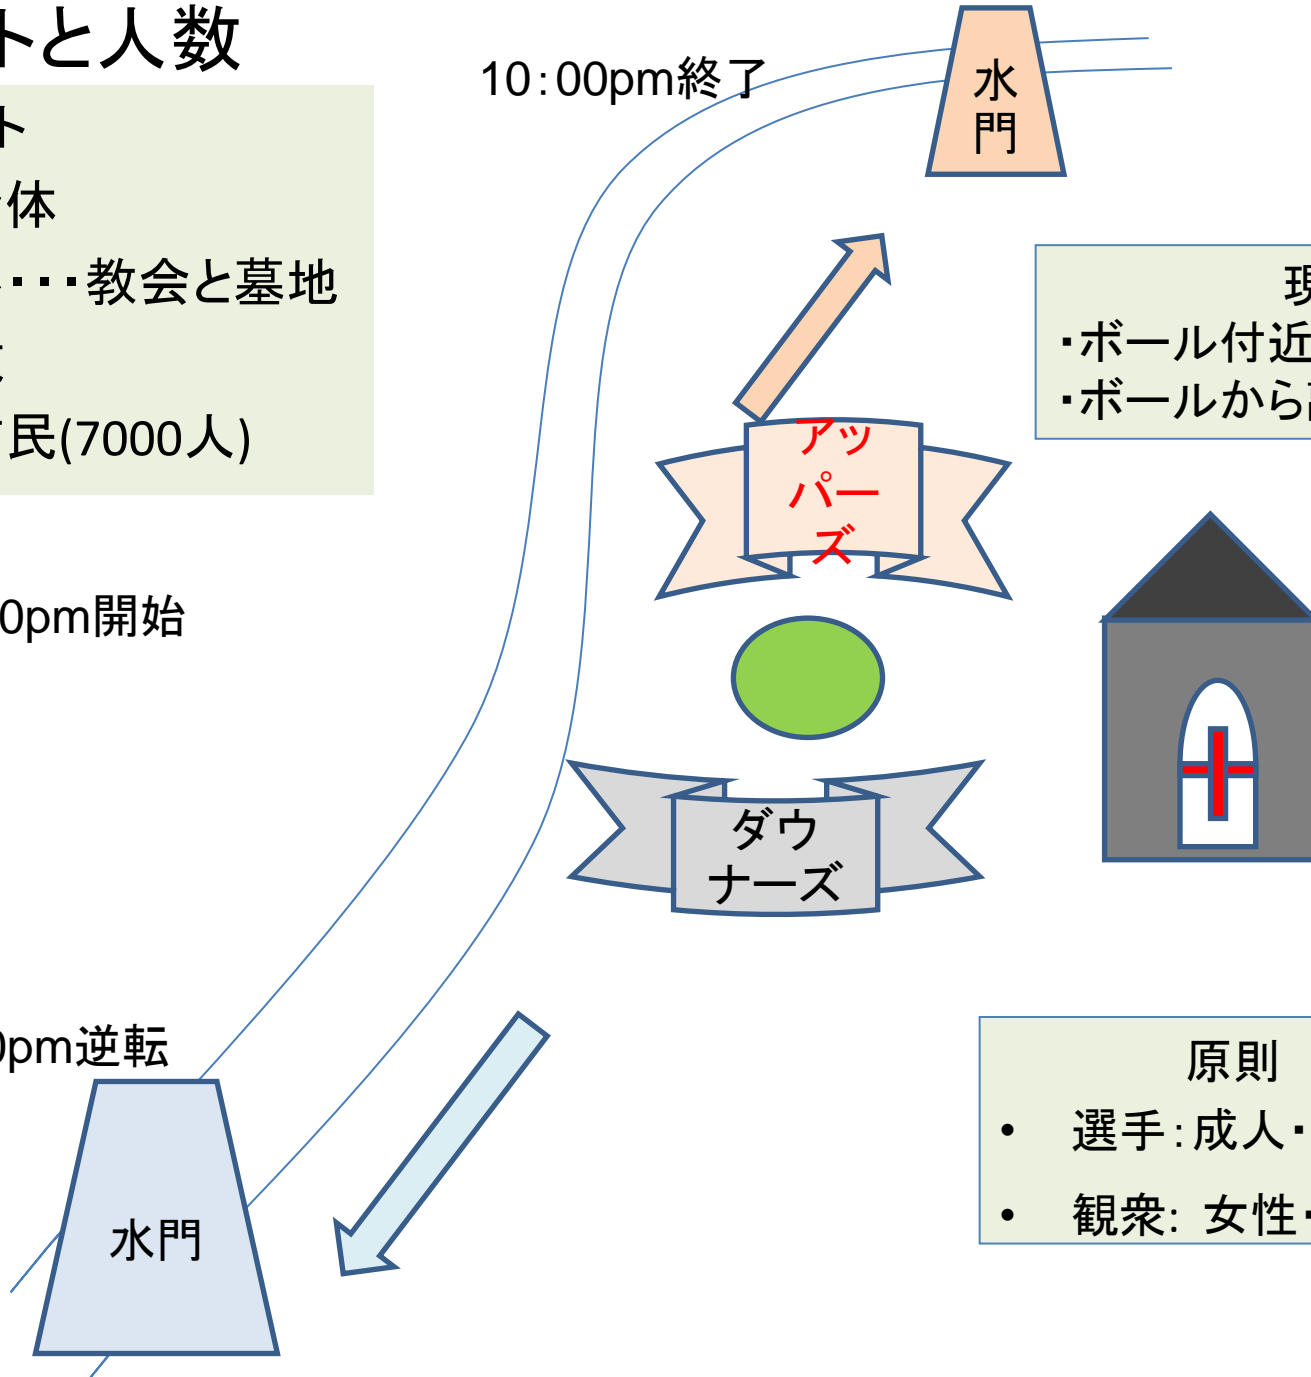 トと人数
ト
体
・・・教会と墓地
民(7000人)
10：00pm終了
水
門
現
・ボール付近
・ボールから
アッ
パー
ズ
0pm開始
ダウ
ナーズ
0pm逆転
水門
原則
• 選手：成人・
• 観衆： 女性・